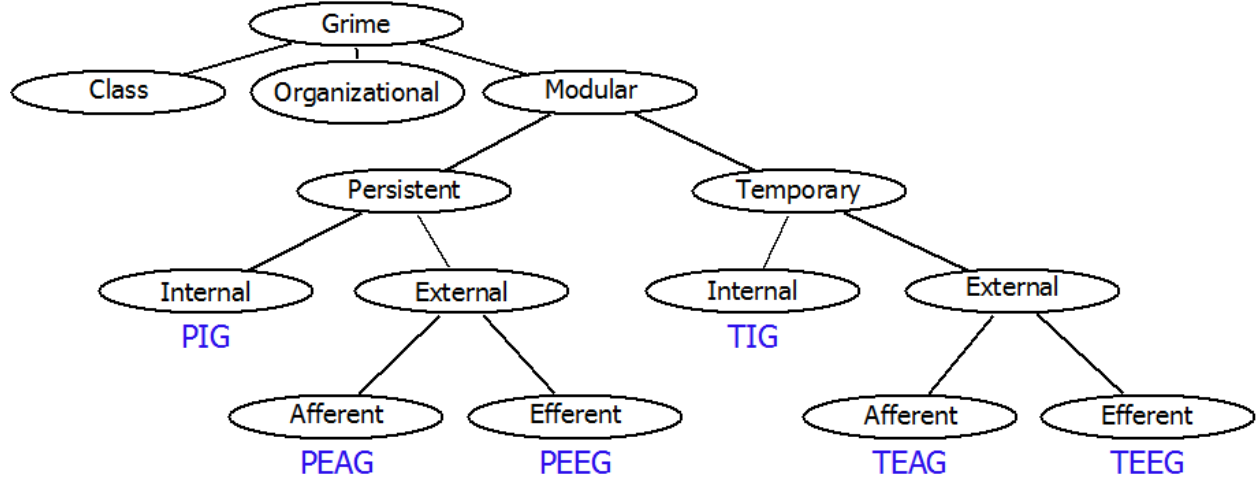 Grime
Class
Organizational
Modular
Persistent
Temporary
Internal
External
Internal
External
PIG
TIG
Afferent
Efferent
Afferent
Efferent
PEAG
PEEG
TEAG
TEEG